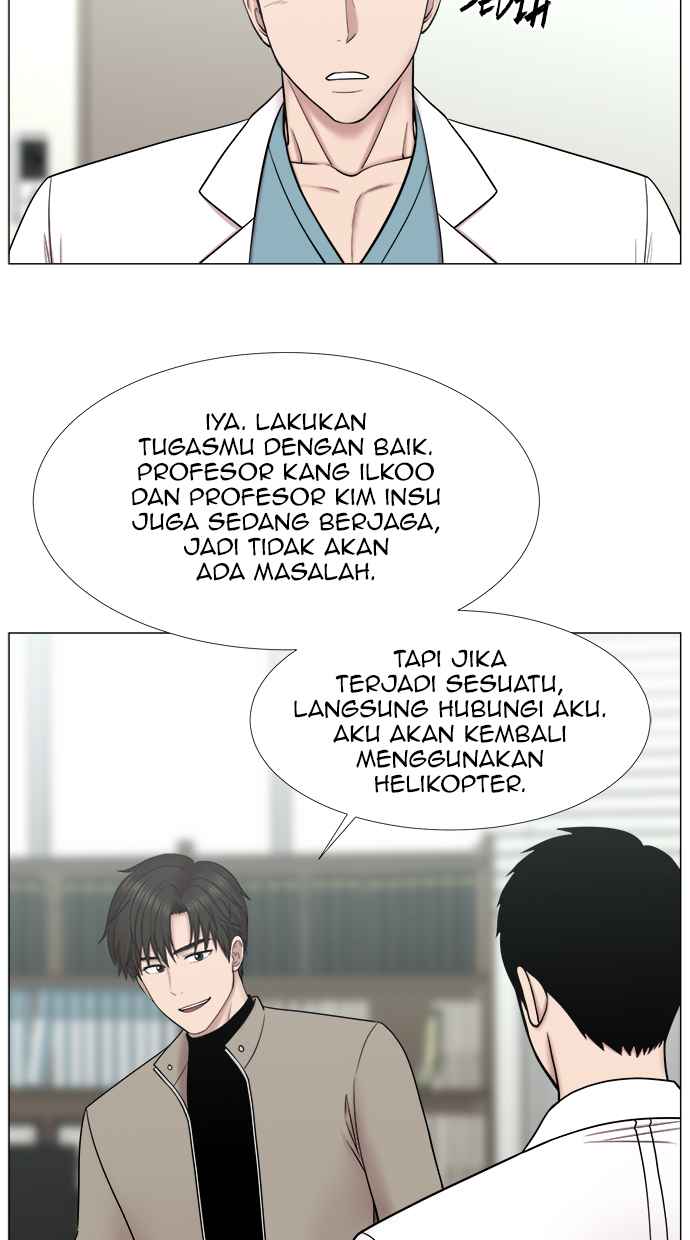 SEDIH
IYA. LAKUKAN
TUGASMU DENGAN BAIK.
PROFESOR KANG ILKOO
DAN PROFESOR KIM INSU
JUGA SEDANG BERJAGA,
JADI TIDAK AKAN
ADA MASALAH.
TAPI JIKA
TERJADI SESUATU,
LANGSUNG HUBUNGI AKU.
AKU AKAN KEMBALI
MENGGUNAKAN
HELIKOPTER.